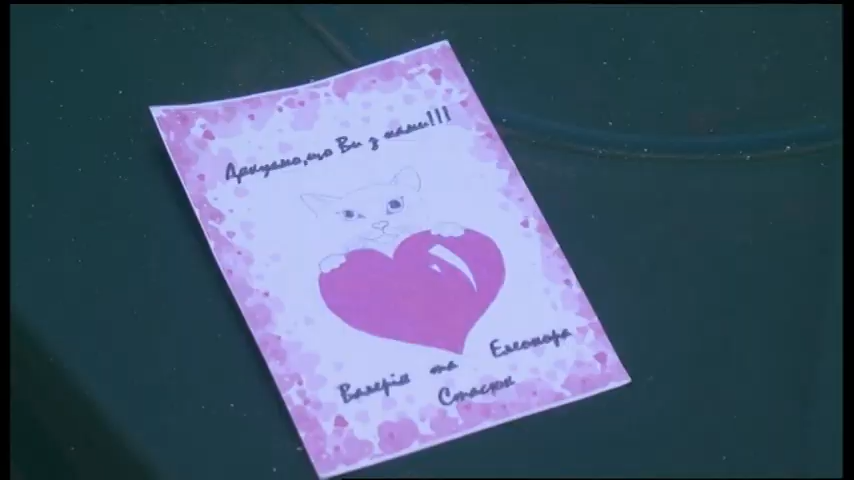 Дякуємо, що Ви з нами!!!
Валерія та Елеонора
Стасюк